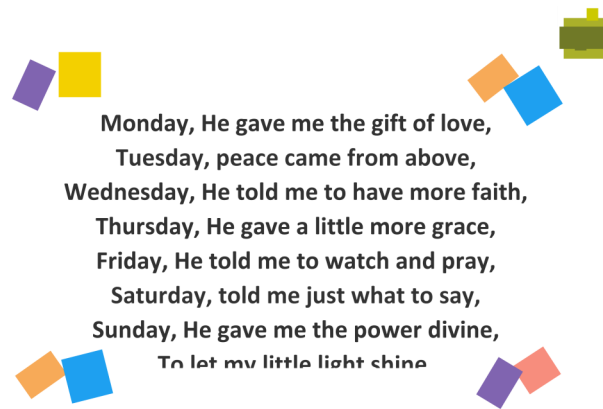 Monday, He gave me the gift of love,
Tuesday, peace came from above,
Wednesday, He told me to have more faith,
Thursday, He gave a little more grace,
Friday, He told me to watch and pray,
Saturday, told me just what to say,
Sunday, He gave me the power divine,
To let my little light shine